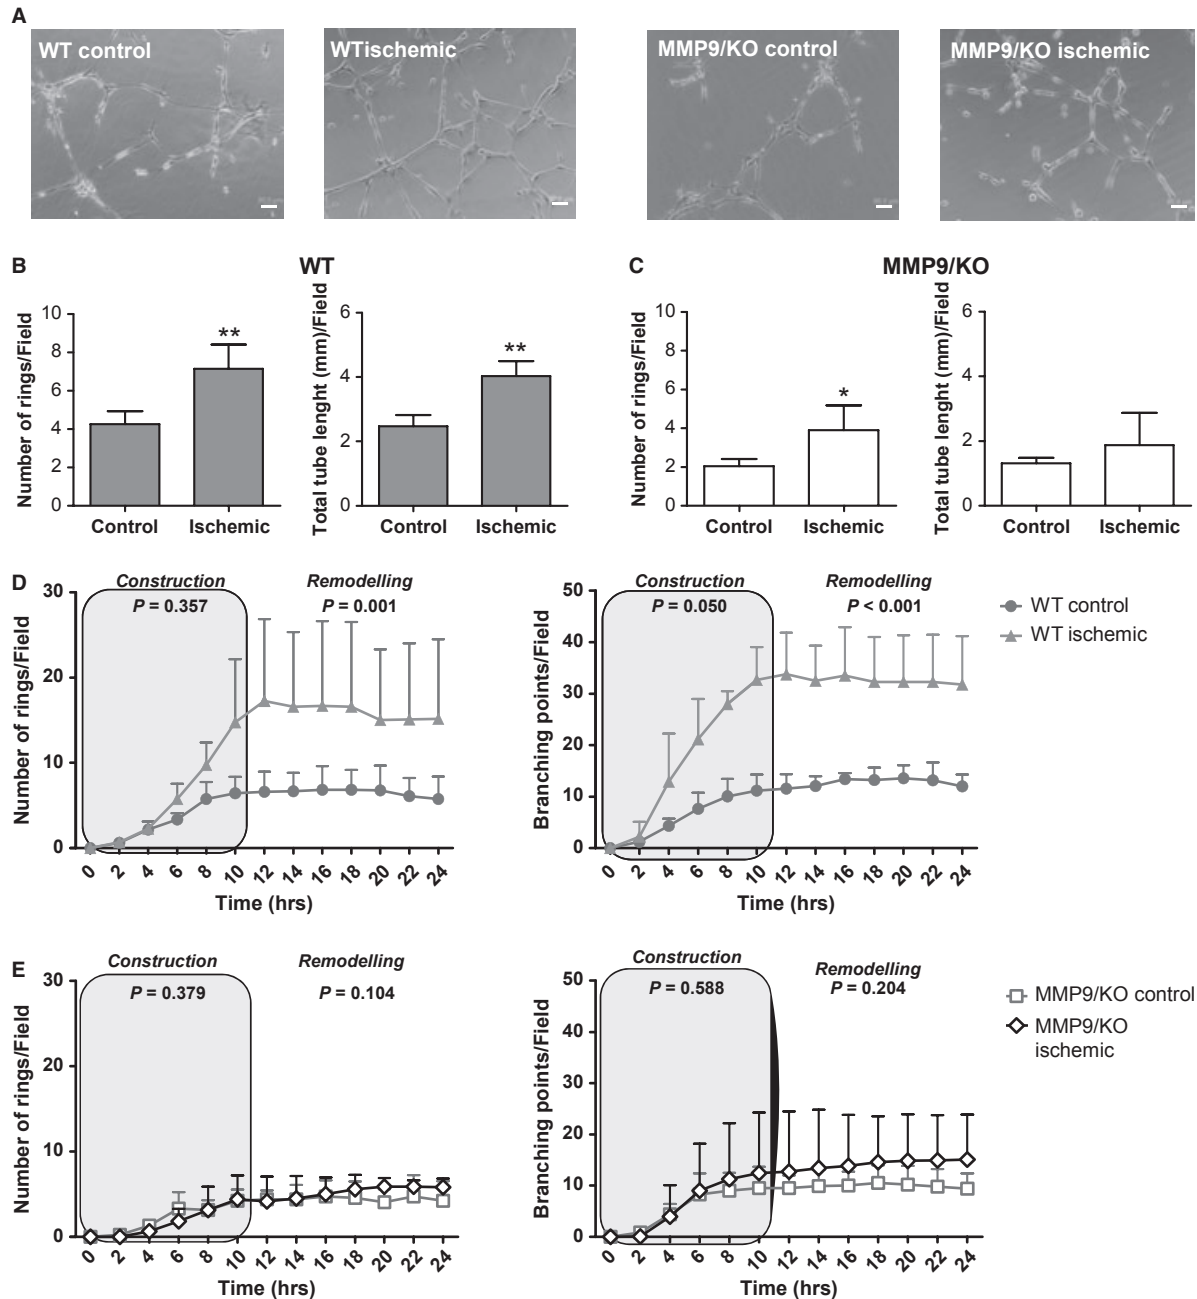 A
WT control
WTischemic
MMP9/KO control
MMP9/KO ischemic
B
WT
Number of rings/Field
10
8
6
4
2
0
Control
Ischemic
**
Total tube lenght (mm)/Field
6
4
2
0
Control
Ischemic
**
C
MMP9/KO
Number of rings/Field
10
8
6
4
2
0
Control
Ischemic
*
Total tube lenght (mm)/Field
6
4
2
0
Control
Ischemic
D
Construction
P = 0.357
Remodelling
P = 0.001
Number of rings/Field
30
20
10
0
0 2 4 6 8 10 12 14 16 18 20 22 24
Time (hrs)
Construction
P = 0.050
Remodelling
P < 0.001
Branching points/Field
50
40
30
20
10
0
0 2 4 6 8 10 12 14 16 18 20 22 24
Time (hrs)
WT control
WT ischemic
E
Construction
P = 0.379
Remodelling
P = 0.104
Number of rings/Field
30
20
10
0
0 2 4 6 8 10 12 14 16 18 20 22 24
Time (hrs)
Construction
P = 0.588
Remodelling
P = 0.204
Branching points/Field
50
40
30
20
10
0
0 2 4 6 8 10 12 14 16 18 20 22 24
Time (hrs)
MMP9/KO control
MMP9/KO
ischemic